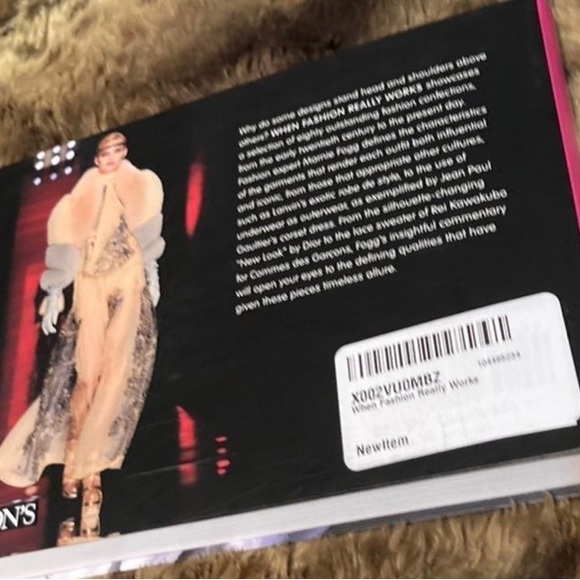 Why do some designs stand head and shoulders above
others? WHEN FASHION REALLY WORKS showcases
a selection of highly outstanding fashion confections,
from the early twentieth century to the present day.
Fashion expert Marnie Fogg defines the characteristics
of the garments that render each outfit both influential
and iconic, from those that appropriate other cultures,
such as Lanvin's exotic robe de style, to the use of
underwear as outerwear, as exemplified by Jean Paul
Gaultier's corset dress. From the silhouette-changing
"New Look" by Dior to the lace sweater of Rei Kawakubo
for Commes des Garçons, Fogg's insightful commentary
will open your eyes to the defining qualities that have
given these pieces timeless allure.
X002VU0MBZ
When Fashion Really Works
NewItem
ON'S